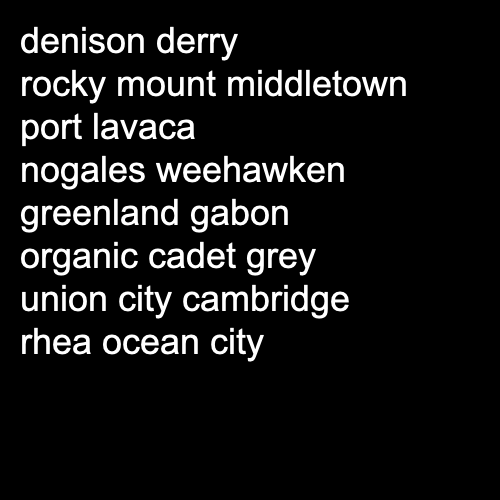 denison derry
rocky mount middletown
port lavaca
nogales weehawken
greenland gabon
organic cadet grey
union city cambridge
rhea ocean city